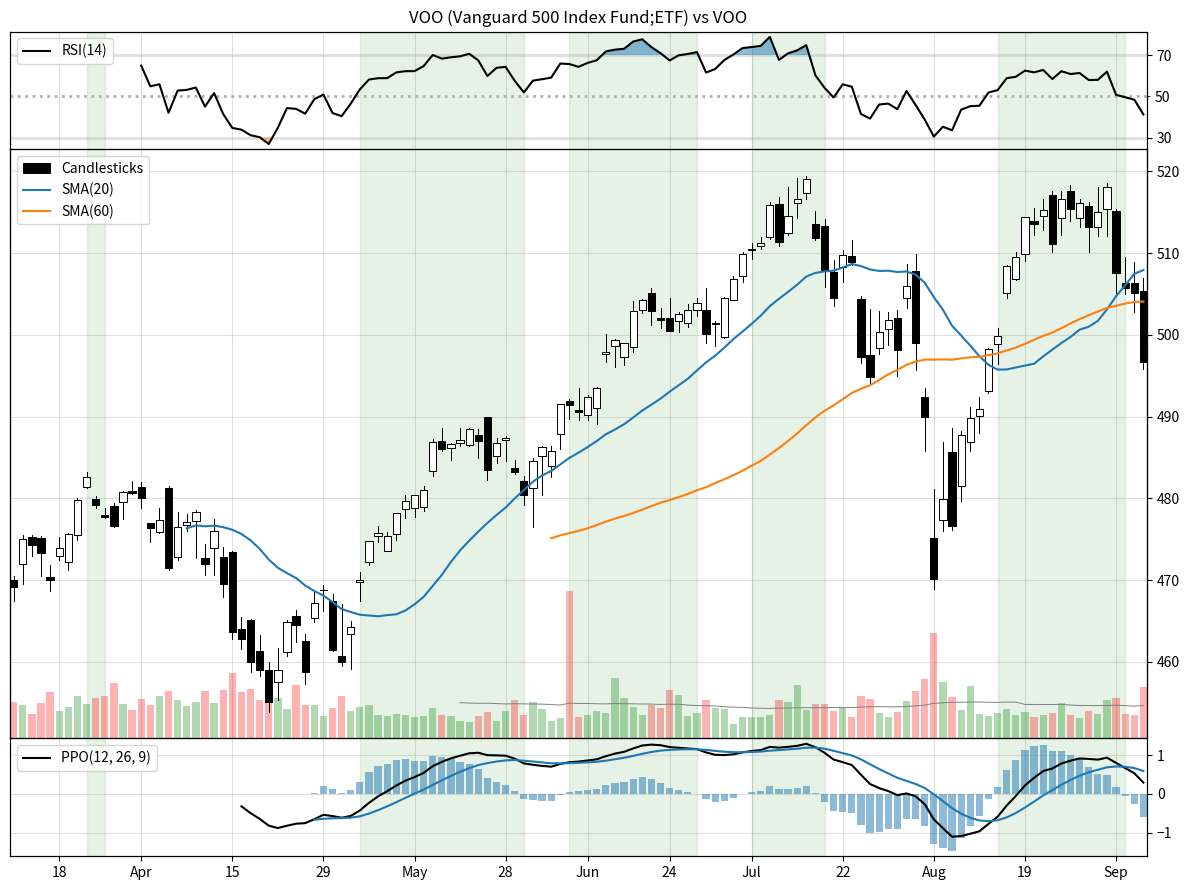 VOO (Vanguard 500 Index Fund;ETF) vs VOO
RSI(14)
70
50
30
Candlesticks
SMA(20)
SMA(60)
520
510
500
490
480
470
460
PPO(12, 26, 9)
1
0
−1
18 Apr 15 29 May 28 Jun 24 Jul 22 Aug 19 Sep